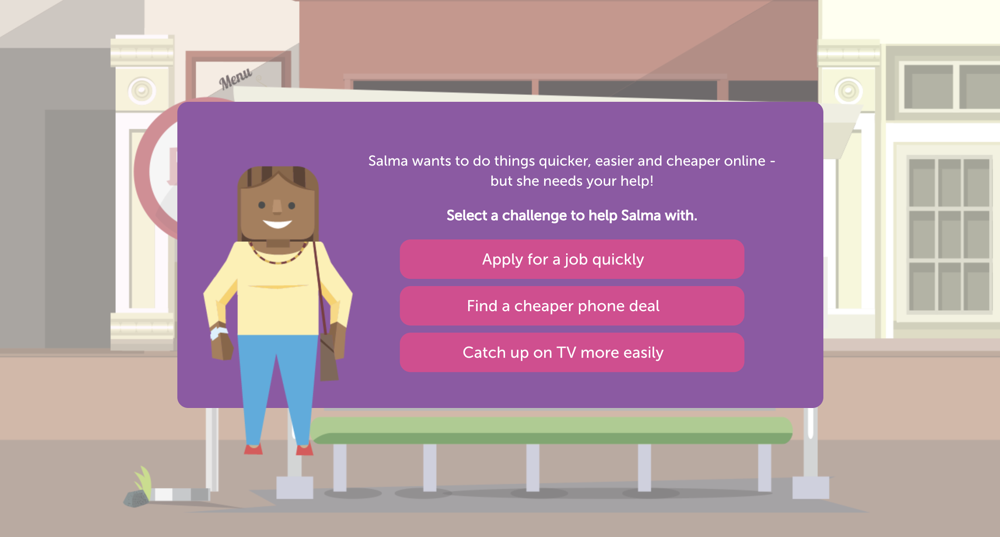 Menu
Salma wants to do things quicker, easier and cheaper online -
but she needs your help!
Select a challenge to help Salma with.
Apply for a job quickly
Find a cheaper phone deal
Catch up on TV more easily